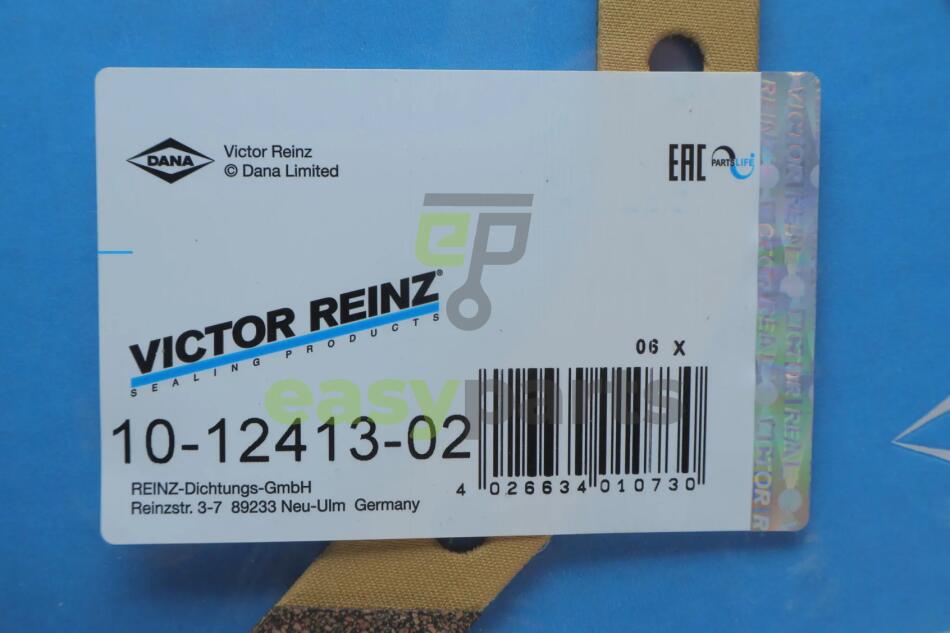 DANA
Victor Reinz
© Dana Limited
EAC
PARTSLIFE
ep
VICTOR REINZ®
SEALING PRODUCTS
06 X
easyparts
10-12413-02
REINZ-Dichtungs-GmbH
Reinzstr. 3-7 89233 Neu-Ulm Germany
4 026634 010730